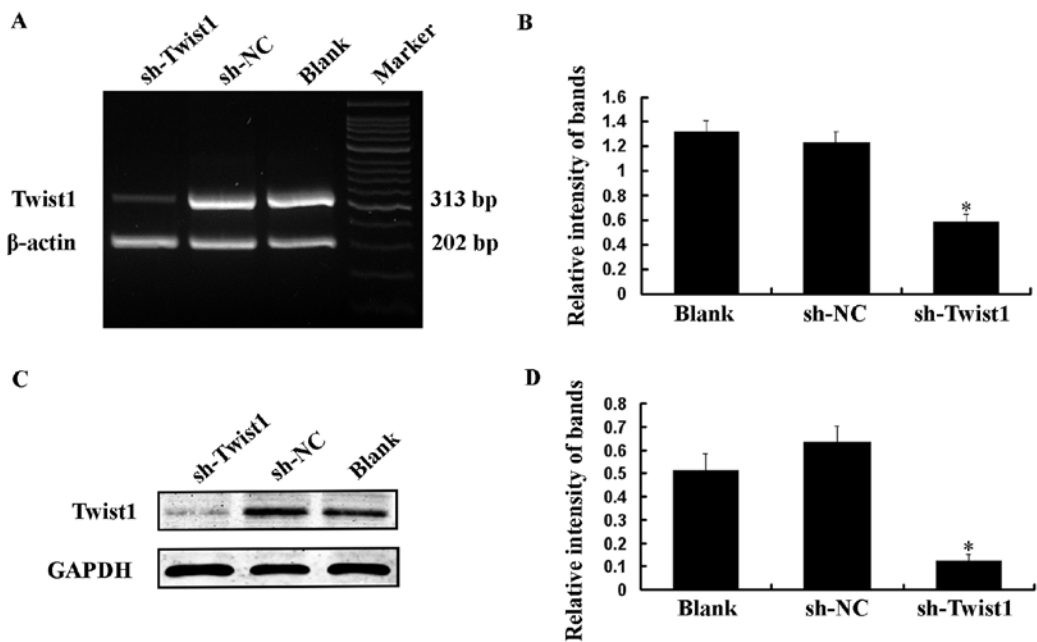 A
sh-Twist1 sh-NC Blank Marker
Twist1 313 bp
β-actin 202 bp
B
Relative intensity of bands
1.6
1.4
1.2
1
0.8
0.6
0.4
0.2
0
*
Blank sh-NC sh-Twist1
C
sh-Twist1 sh-NC Blank
Twist1
GAPDH
D
Relative intensity of bands
0.8
0.7
0.6
0.5
0.4
0.3
0.2
0.1
0
*
Blank sh-NC sh-Twist1